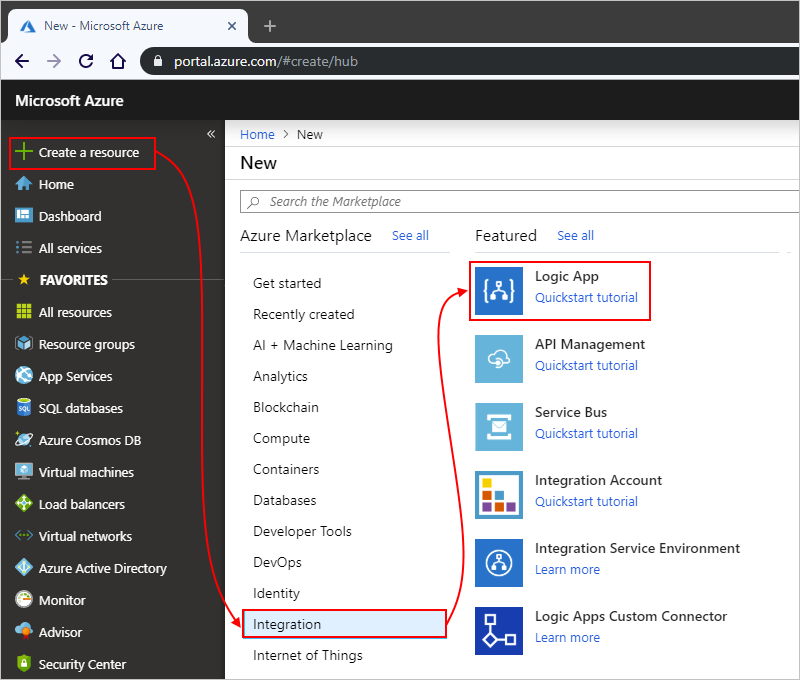 New - Microsoft Azure
portal.azure.com/#create/hub
Microsoft Azure
«
Create a resource
Home
Dashboard
All services
FAVORITES
All resources
Resource groups
App Services
SQL databases
Azure Cosmos DB
Virtual machines
Load balancers
Virtual networks
Azure Active Directory
Monitor
Advisor
Security Center
Home > New
New
Search the Marketplace
Azure Marketplace See all
Get started
Recently created
AI + Machine Learning
Analytics
Blockchain
Compute
Containers
Databases
Developer Tools
DevOps
Identity
Integration
Internet of Things
Featured See all
Logic App
Quickstart tutorial
API Management
Quickstart tutorial
Service Bus
Quickstart tutorial
Integration Account
Quickstart tutorial
Integration Service Environment
Learn more
Logic Apps Custom Connector
Learn more